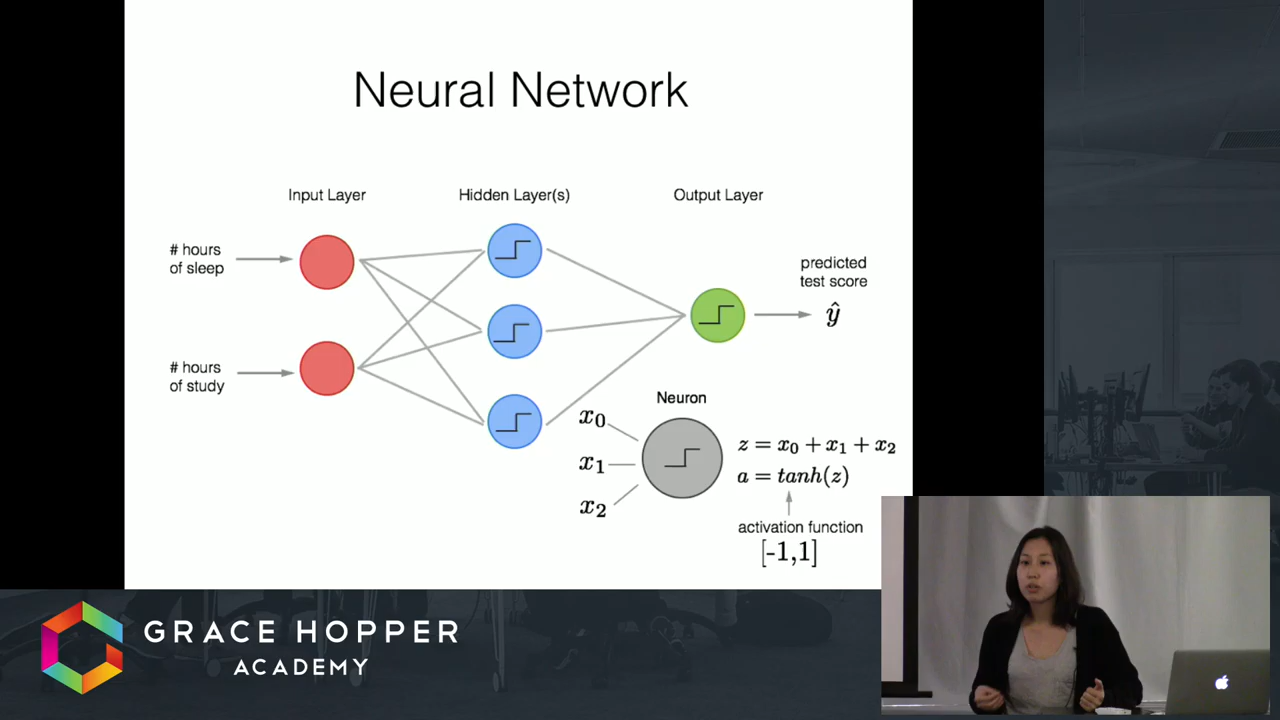 Neural Network
Input Layer
Hidden Layer(s)
Output Layer
# hours
of sleep
# hours
of study
predicted
test score
ŷ
Neuron
x₀
x₁
x₂
z = x₀ + x₁ + x₂
a = tanh(z)
activation function
[-1,1]
GRACE HOPPER
ACADEMY